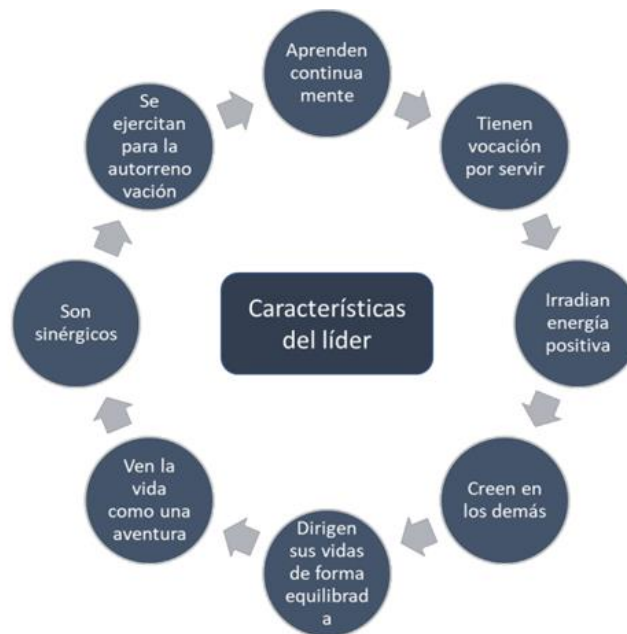 Aprenden
continua
mente
Tienen
vocación
por servir
Irradian
energía
positiva
Creen en
los demás
Dirigen
sus vidas
de forma
equilibrad
a
Ven la
vida
como una
aventura
Son
sinérgicos
Se
ejercitan
para la
autorreno
vación
Características
del líder